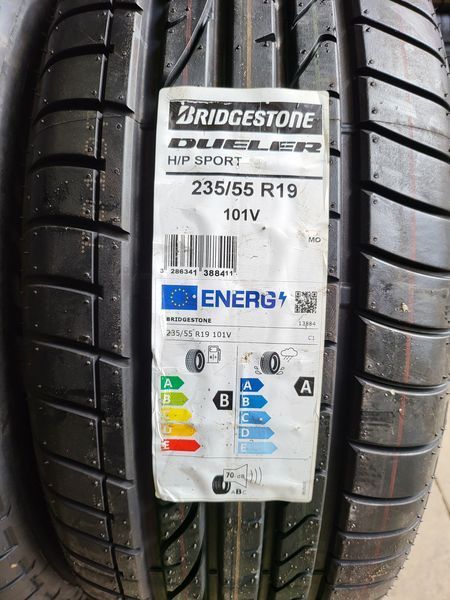 BRIDGESTONE
DUELER
H/P SPORT
235/55 R19
101V
MO
3 286341 388411
ENERG
BRIDGESTONE 13884
235/55 R19 101V C1
A A
B B B A
C C
D D
E E
70 dB
ABC